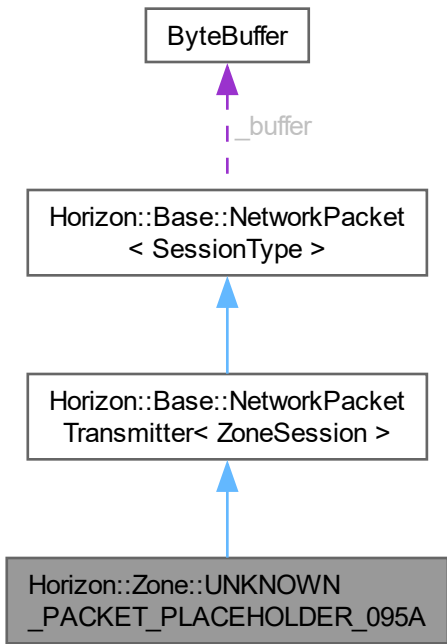 ByteBuffer
_buffer
Horizon::Base::NetworkPacket
< SessionType >
Horizon::Base::NetworkPacket
Transmitter< ZoneSession >
Horizon::Zone::UNKNOWN
_PACKET_PLACEHOLDER_095A